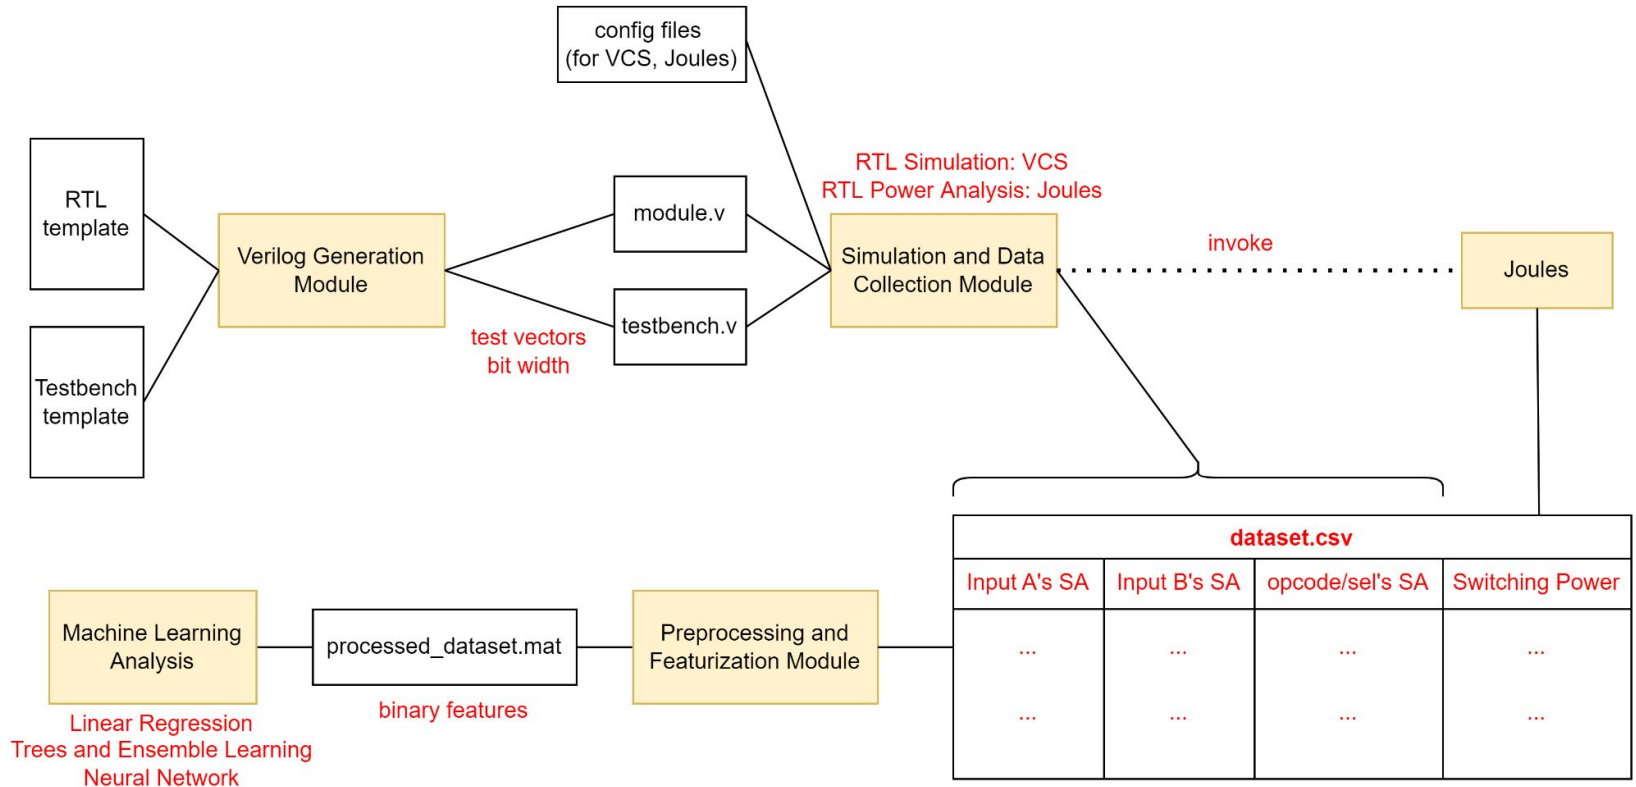 config files
(for VCS, Joules)
RTL
template
Testbench
template
Verilog Generation
Module
test vectors
bit width
module.v
testbench.v
RTL Simulation: VCS
RTL Power Analysis: Joules
Simulation and Data
Collection Module
invoke
Joules
dataset.csv
Input A's SA
Input B's SA
opcode/sel's SA
Switching Power
... ... ... ...
... ... ... ...
Preprocessing and
Featurization Module
processed_dataset.mat
binary features
Machine Learning
Analysis
Linear Regression
Trees and Ensemble Learning
Neural Network